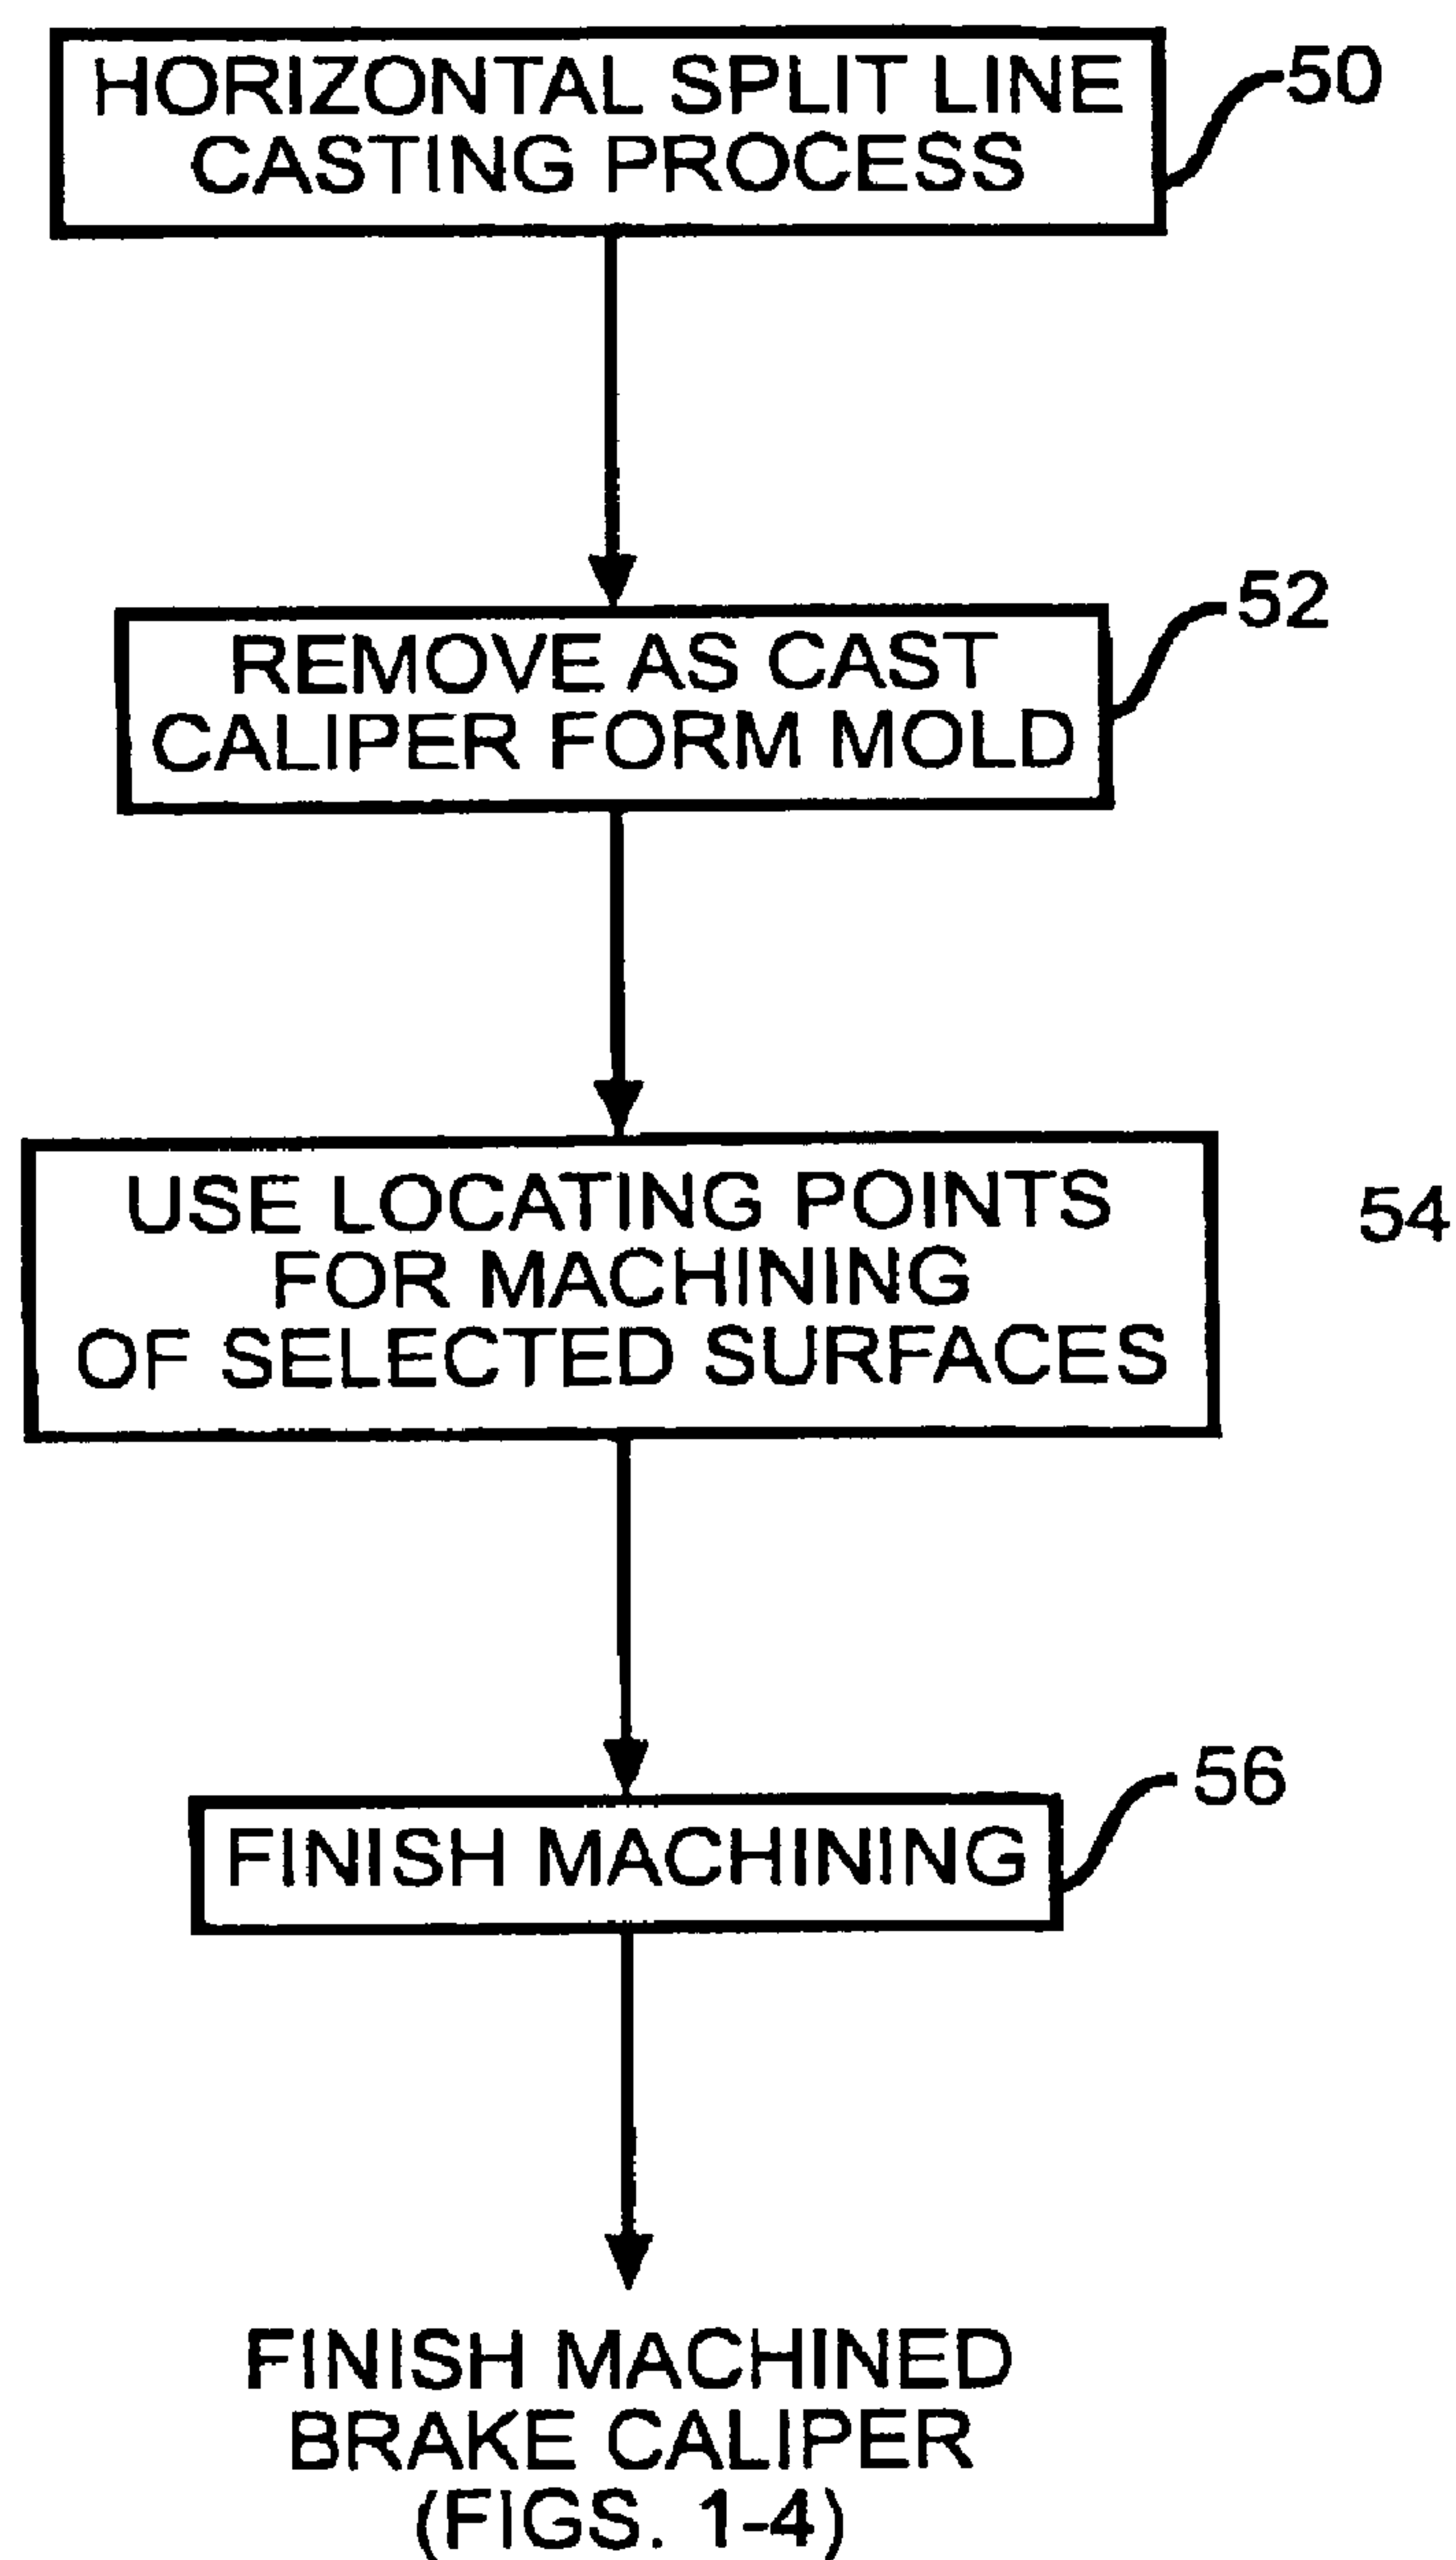 HORIZONTAL SPLIT LINE
CASTING PROCESS
50
REMOVE AS CAST
CALIPER FORM MOLD
52
USE LOCATING POINTS
FOR MACHINING
OF SELECTED SURFACES
54
FINISH MACHINING
56
FINISH MACHINED
BRAKE CALIPER
(FIGS. 1-4)